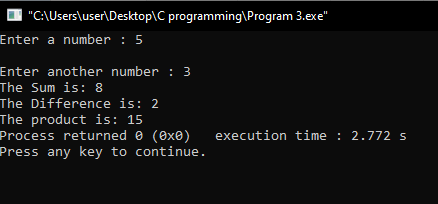 "C:\Users\user\Desktop\C programming\Program 3.exe"
Enter a number : 5
Enter another number : 3
The Sum is: 8
The Difference is: 2
The product is: 15
Process returned 0 (0x0)   execution time : 2.772 s
Press any key to continue.